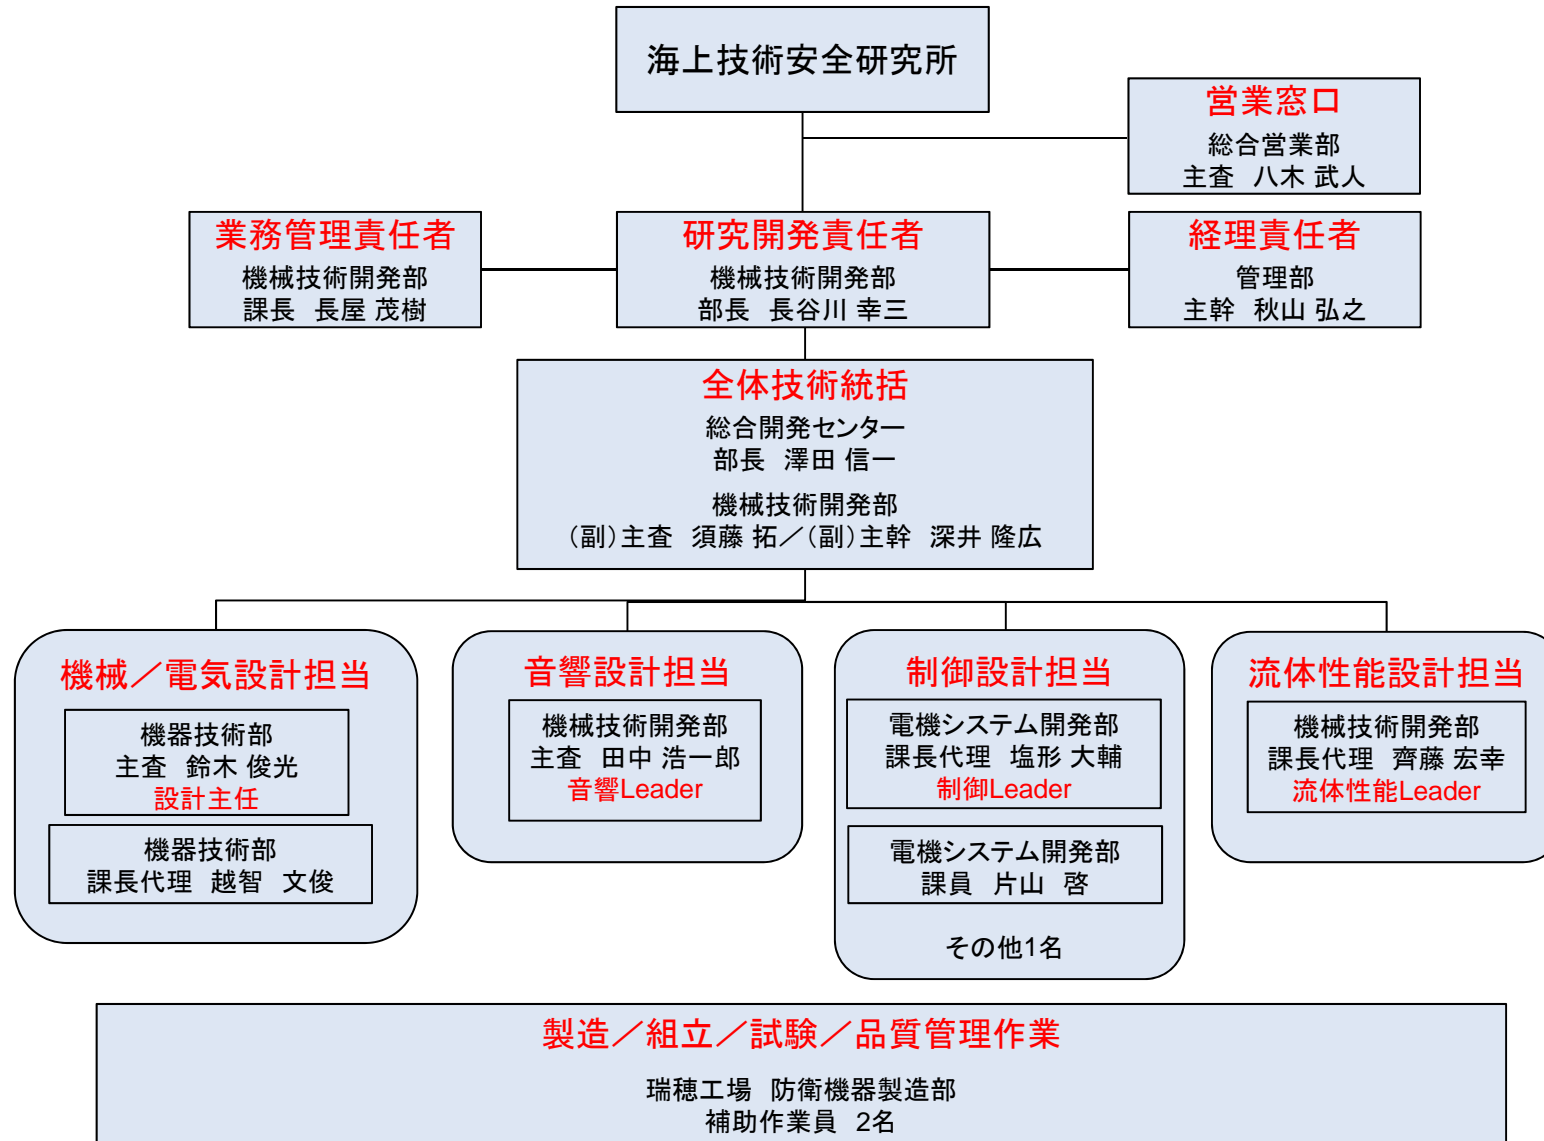 海上技術安全研究所
営業窓口
総合営業部
主査 八木 武人
業務管理責任者
機械技術開発部
課長 長屋 茂樹
研究開発責任者
機械技術開発部
部長 長谷川 幸三
経理責任者
管理部
主幹 秋山 弘之
全体技術統括
総合開発センター
部長 澤田 信一
機械技術開発部
(副)主査 須藤 拓／(副)主幹 深井 隆広
機械／電気設計担当
機器技術部
主査 鈴木 俊光
設計主任
機器技術部
課長代理 越智 文俊
音響設計担当
機械技術開発部
主査 田中 浩一郎
音響Leader
制御設計担当
電機システム開発部
課長代理 塩形 大輔
制御Leader
電機システム開発部
課員 片山 啓
その他1名
流体性能設計担当
機械技術開発部
課長代理 齊藤 宏幸
流体性能Leader
製造／組立／試験／品質管理作業
瑞穂工場 防衛機器製造部
補助作業員 2名